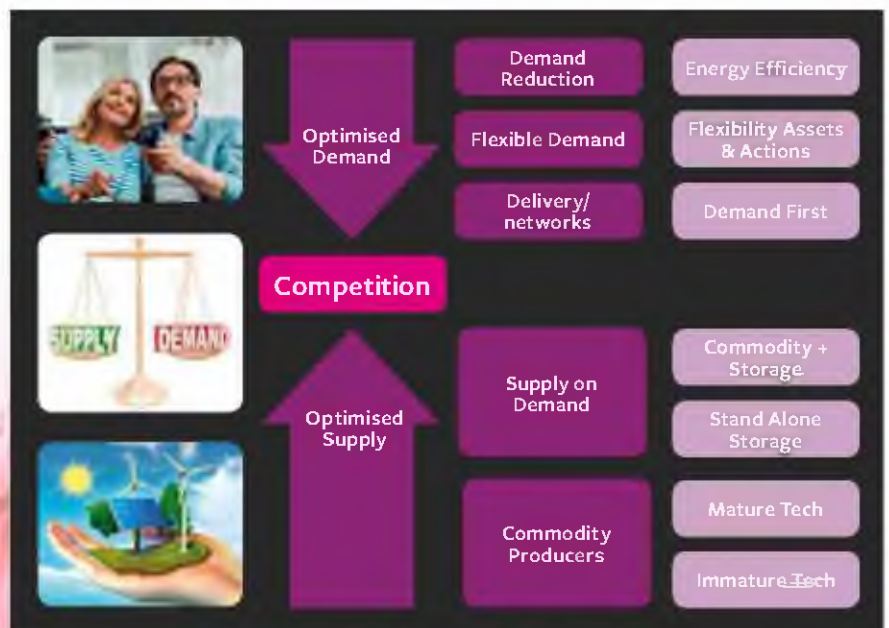 Optimised
Demand
Demand
Reduction
Energy Efficiency
Flexible Demand
Flexibility Assets
& Actions
Delivery/
networks
Demand First
Competition
SUPPLY
DEMAND
Optimised
Supply
Supply on
Demand
Commodity +
Storage
Stand Alone
Storage
Commodity
Producers
Mature Tech
Immature Tech